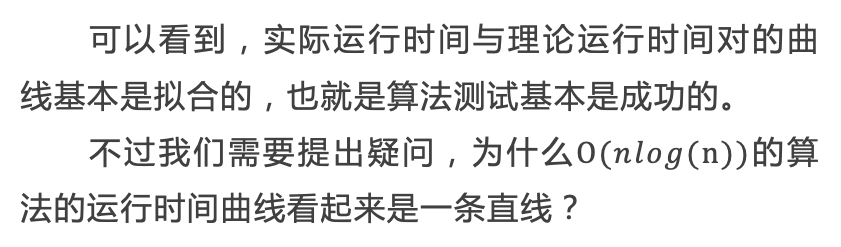 可以看到，实际运行时间与理论运行时间对的曲
线基本是拟合的，也就是算法测试基本是成功的。
不过我们需要提出疑问，为什么O(nlog(n))的算
法的运行时间曲线看起来是一条直线？